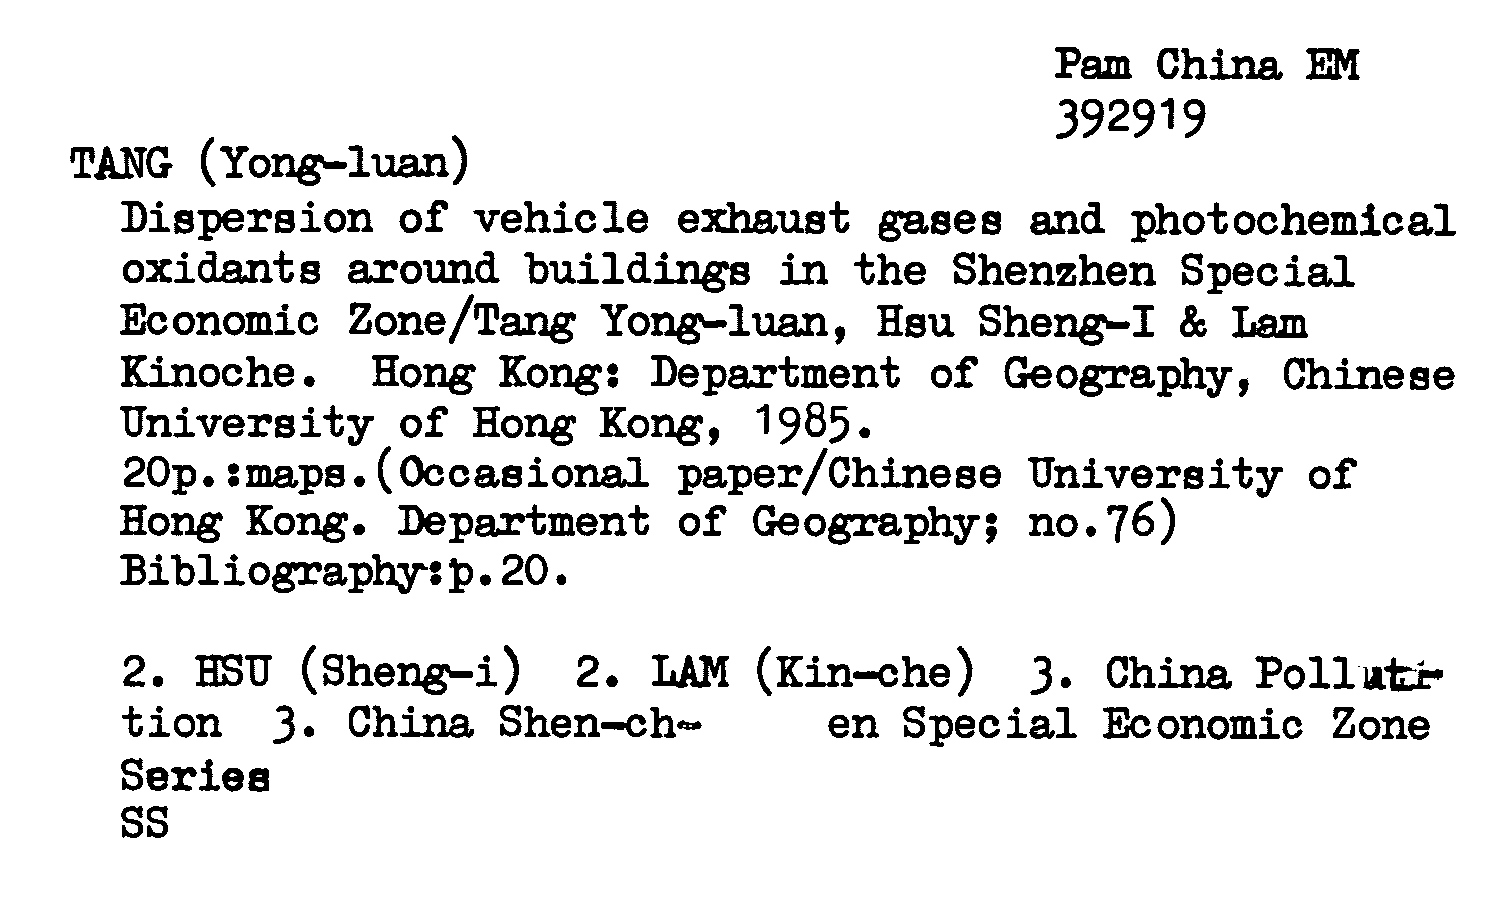 Pam China EM
392919
TANG (Yong-luan)
Dispersion of vehicle exhaust gases and photochemical
oxidants around buildings in the Shenzhen Special
Economic Zone/Tang Yong-luan, Hsu Sheng-I & Lam
Kinoche. Hong Kong: Department of Geography, Chinese
University of Hong Kong, 1985.
20p.:maps.(Occasional paper/Chinese University of
Hong Kong. Department of Geography; no.76)
Bibliography:p.20.
2. HSU (Sheng-i) 2. LAM (Kin-che) 3. China Pollut
tion 3. China Shen-ch en Special Economic Zone
Series
SS